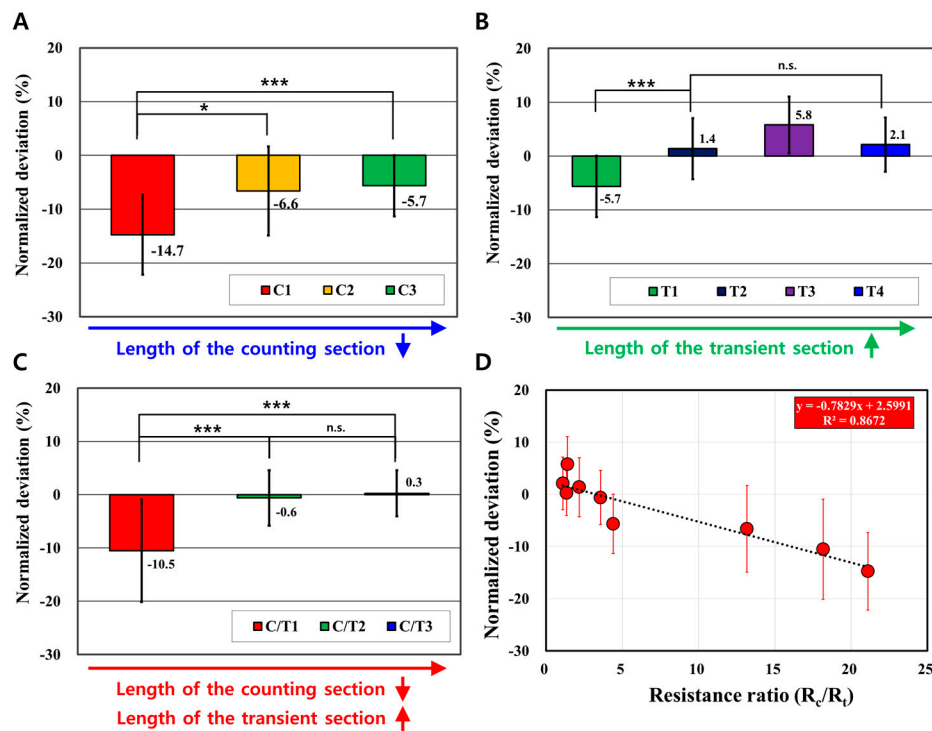 A
Normalized deviation (%)
20
10
0
-10
-20
-30
***
*
-14.7
-6.6
-5.7
C1 C2 C3
Length of the counting section
B
Normalized deviation (%)
20
10
0
-10
-20
-30
n.s.
***
-5.7
1.4
5.8
2.1
T1 T2 T3 T4
Length of the transient section
C
Normalized deviation (%)
20
10
0
-10
-20
-30
***
***
n.s.
-10.5
-0.6
0.3
C/T1 C/T2 C/T3
Length of the counting section
Length of the transient section
D
Normalized deviation (%)
20
10
0
-10
-20
-30
y = -0.7829x + 2.5991
R² = 0.8672
0 5 10 15 20 25
Resistance ratio (Rc/Rt)